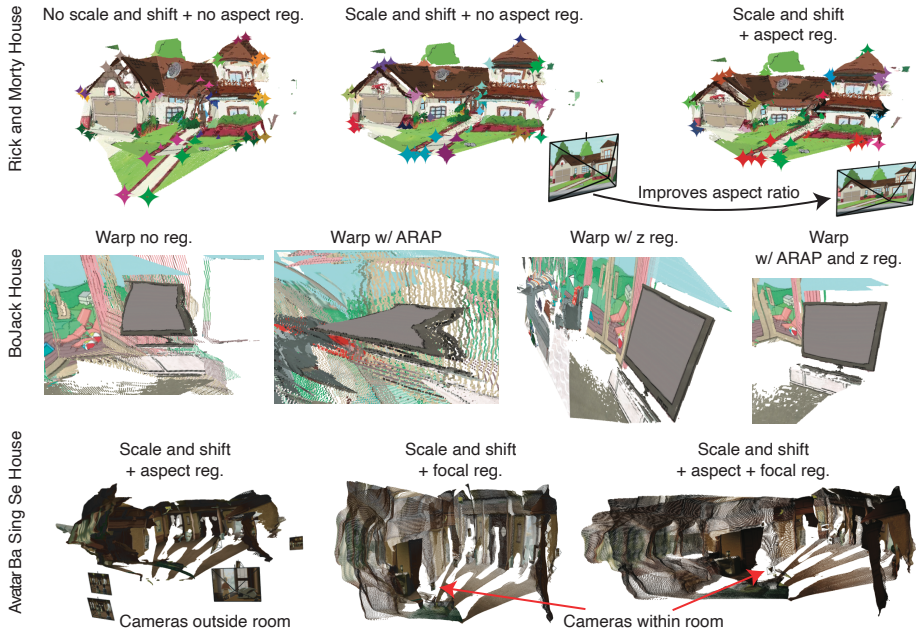 Rick and Morty House
No scale and shift + no aspect reg.
Scale and shift + no aspect reg.
Scale and shift
+ aspect reg.
Improves aspect ratio
BoJack House
Warp no reg.
Warp w/ ARAP
Warp w/ z reg.
Warp
w/ ARAP and z reg.
Avatar Ba Sing Se House
Scale and shift
+ aspect reg.
Scale and shift
+ focal reg.
Scale and shift
+ aspect + focal reg.
Cameras outside room
Cameras within room